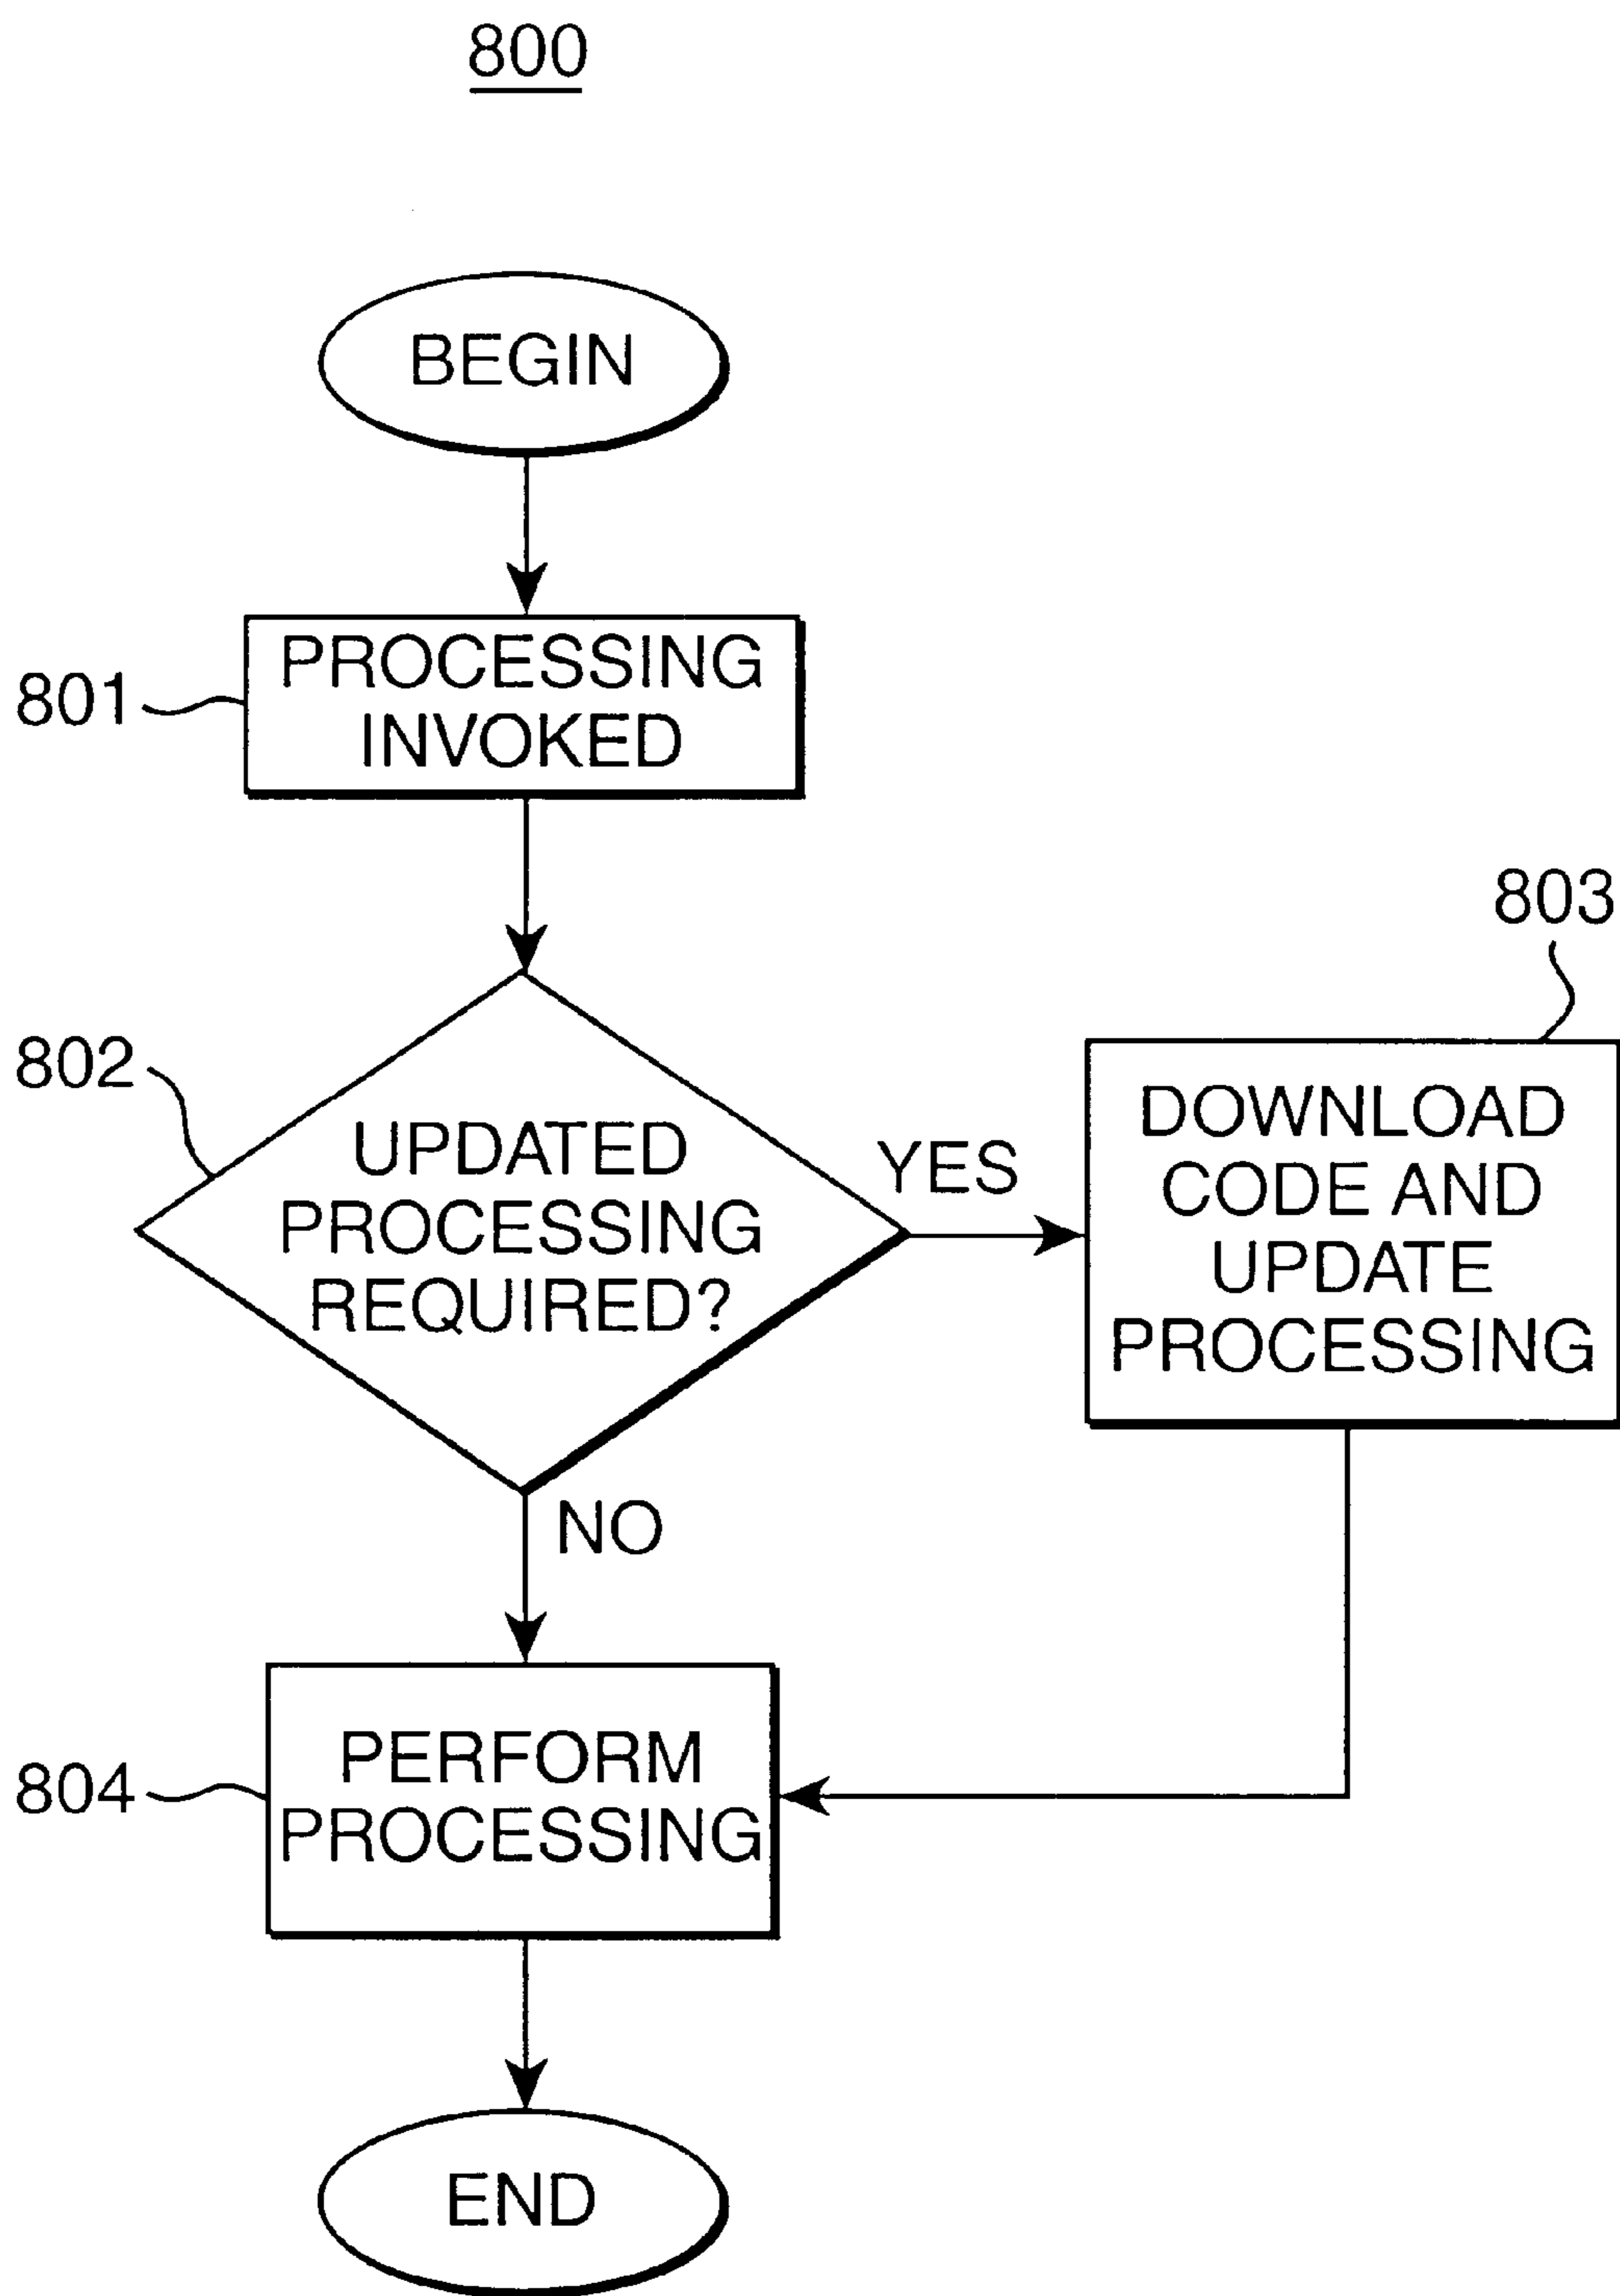 800
BEGIN
801
PROCESSING
INVOKED
802
UPDATED
PROCESSING
REQUIRED?
YES
803
DOWNLOAD
CODE AND
UPDATE
PROCESSING
NO
804
PERFORM
PROCESSING
END